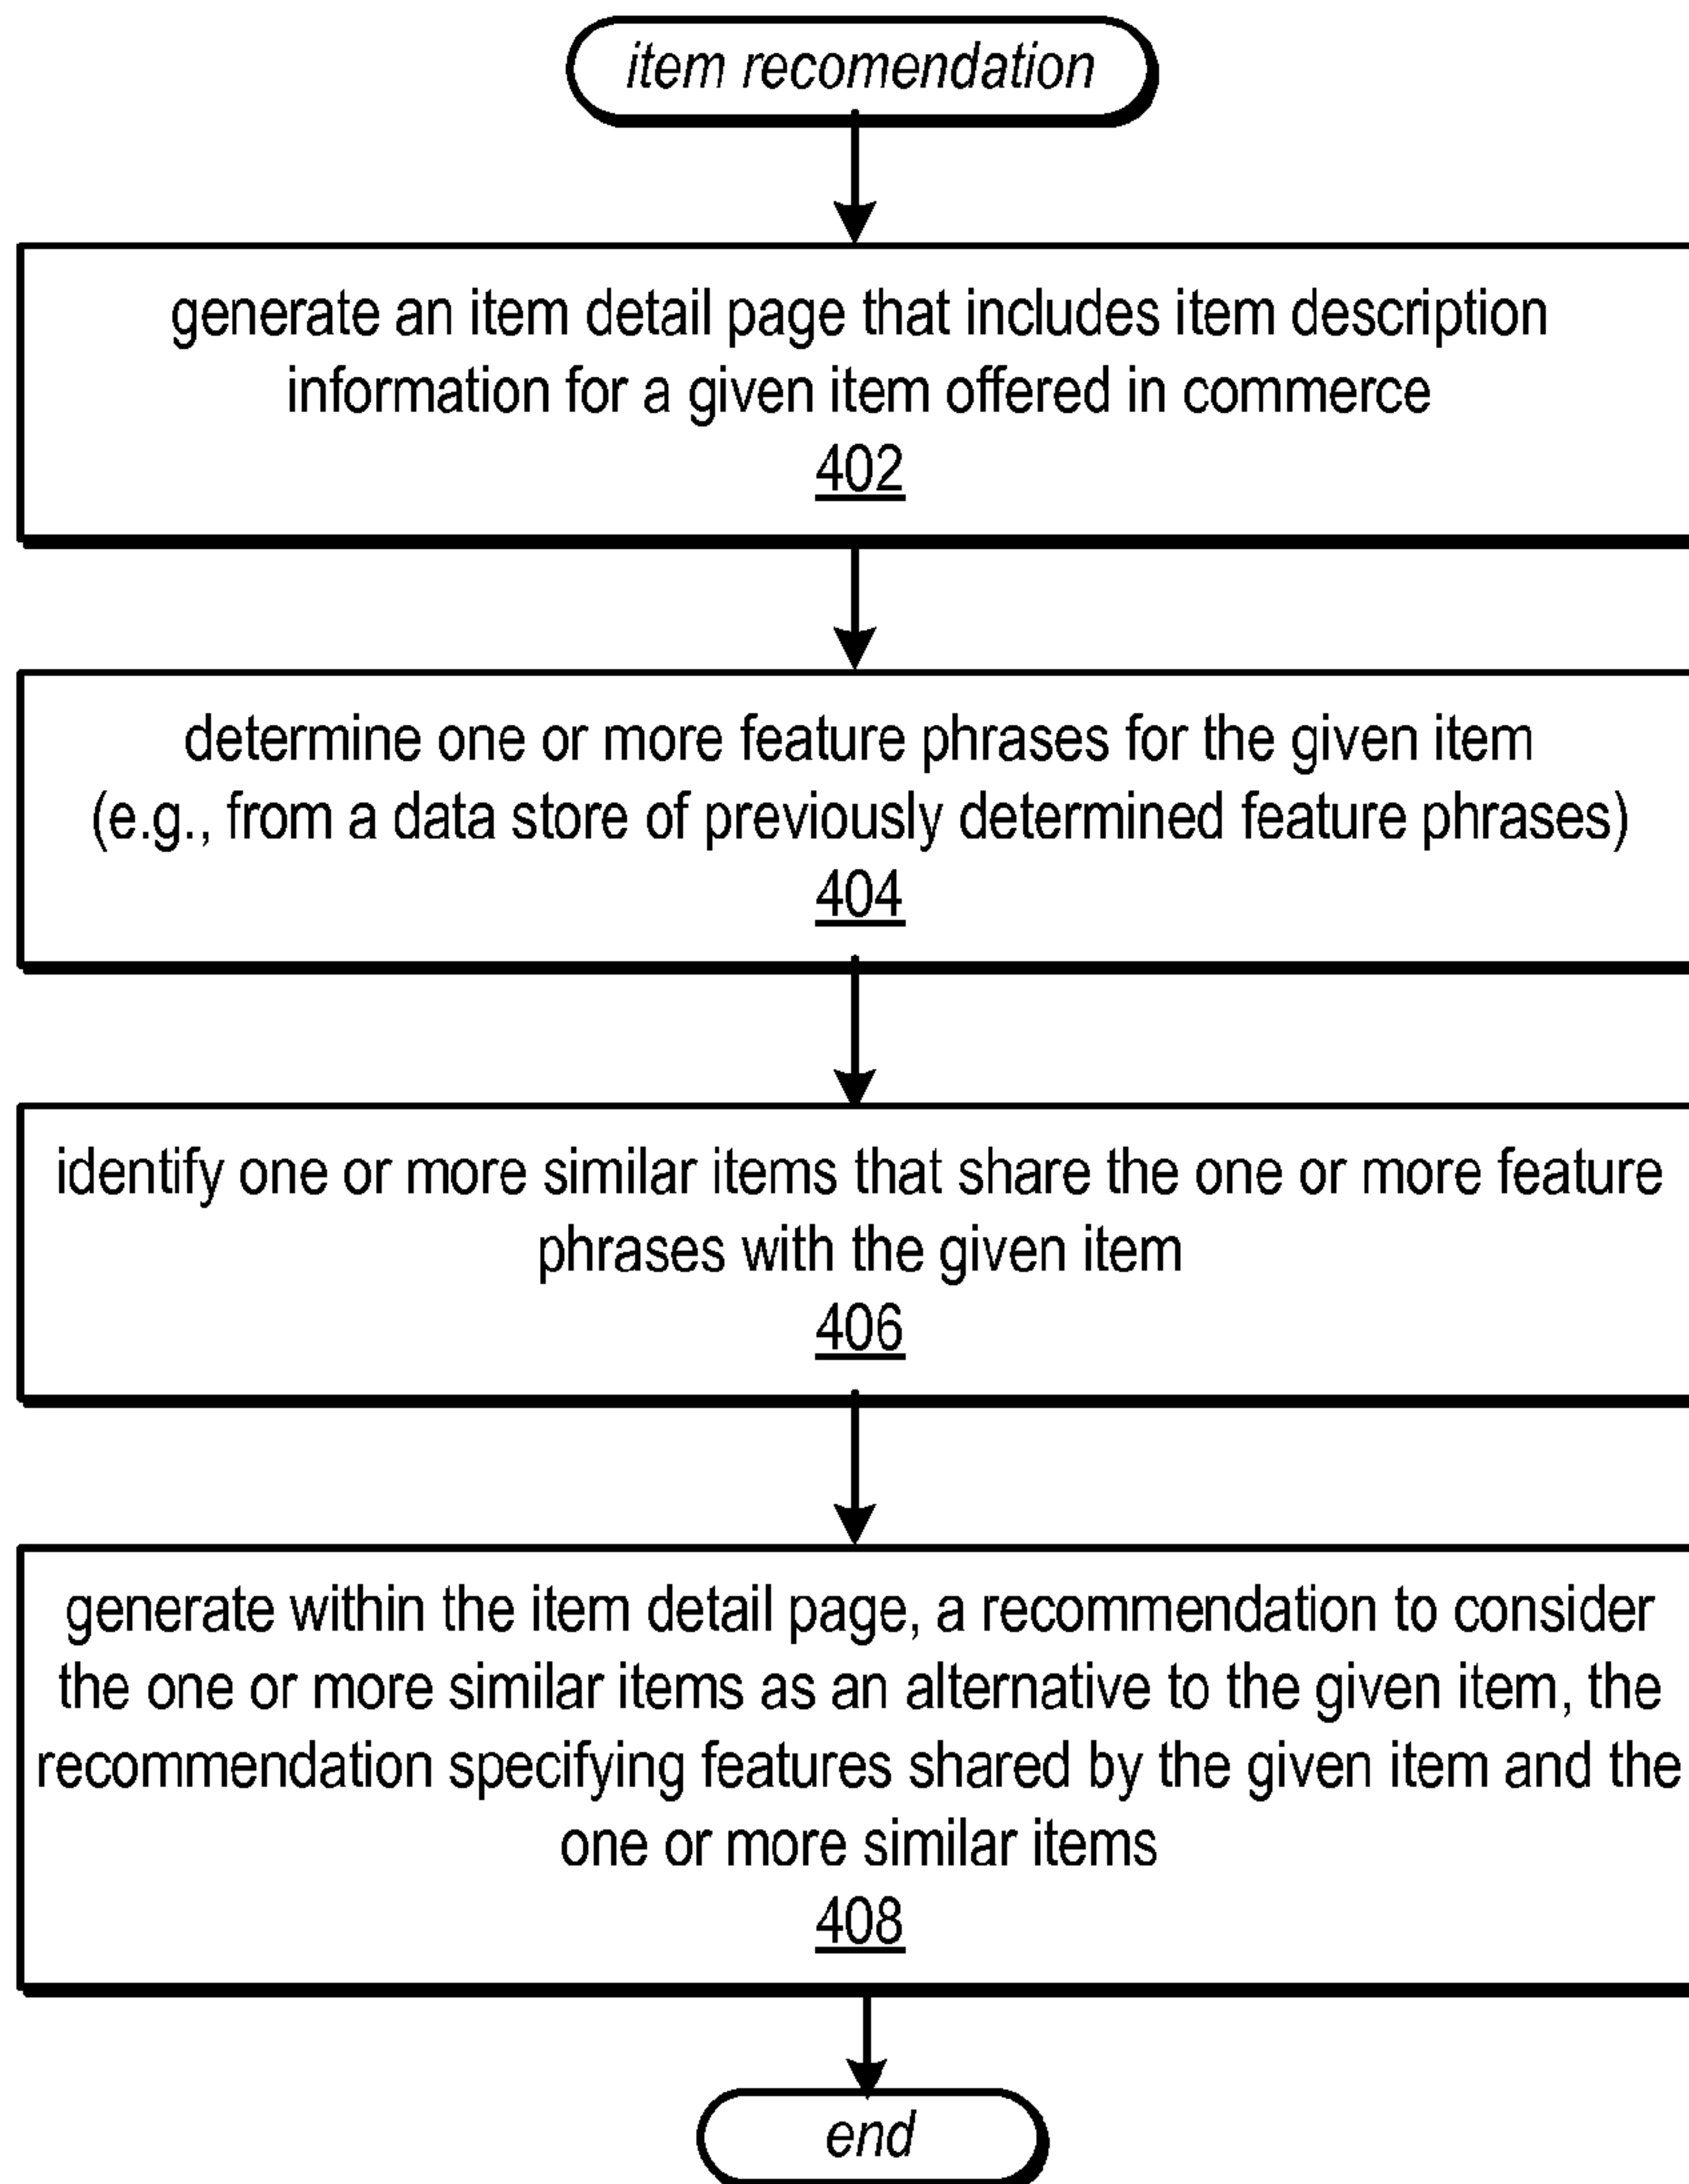 item recomendation
generate an item detail page that includes item description
information for a given item offered in commerce
402
determine one or more feature phrases for the given item
(e.g., from a data store of previously determined feature phrases)
404
identify one or more similar items that share the one or more feature
phrases with the given item
406
generate within the item detail page, a recommendation to consider
the one or more similar items as an alternative to the given item, the
recommendation specifying features shared by the given item and the
one or more similar items
408
end